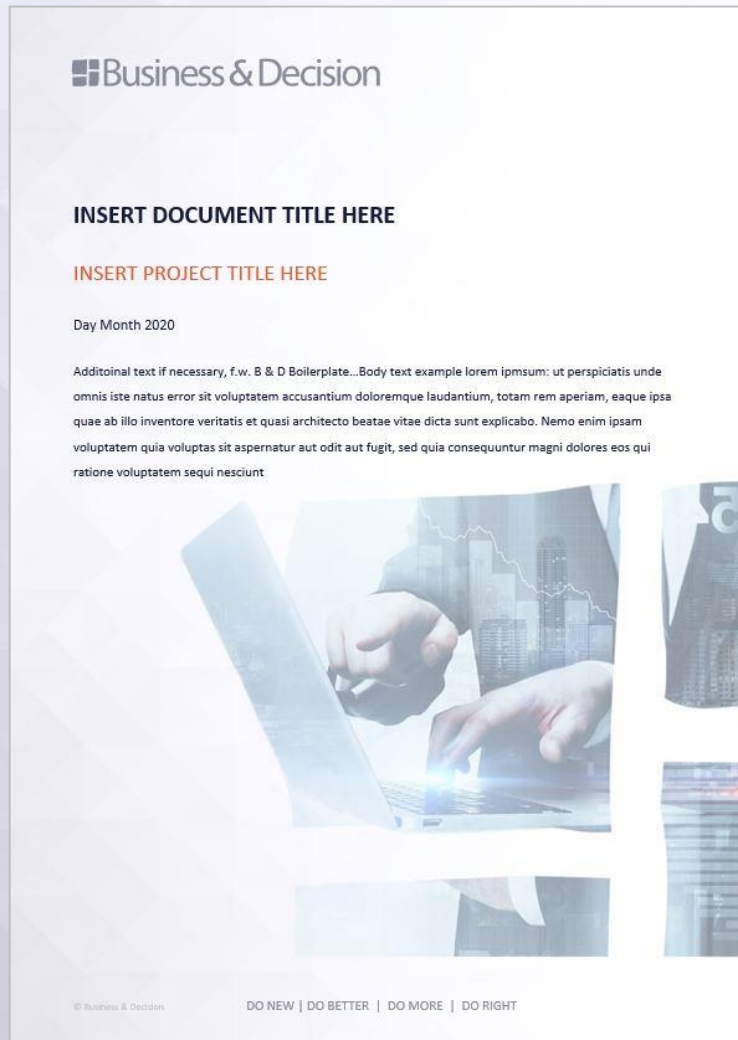 Business & Decision
INSERT DOCUMENT TITLE HERE
INSERT PROJECT TITLE HERE
Day Month 2020
Additoinal text if necessary, f.w. B & D Boilerplate...Body text example lorem ipmsum: ut perspiciatis unde
omnis iste natus error sit voluptatem accusantium doloremque laudantium, totam rem aperiam, eaque ipsa
quae ab illo inventore veritatis et quasi architecto beatae vitae dicta sunt explicabo. Nemo enim ipsam
voluptatem quia voluptas sit aspernatur aut odit aut fugit, sed quia consequuntur magni dolores eos qui
ratione voluptatem sequi nesciunt
© Business & Decision
DO NEW | DO BETTER | DO MORE | DO RIGHT